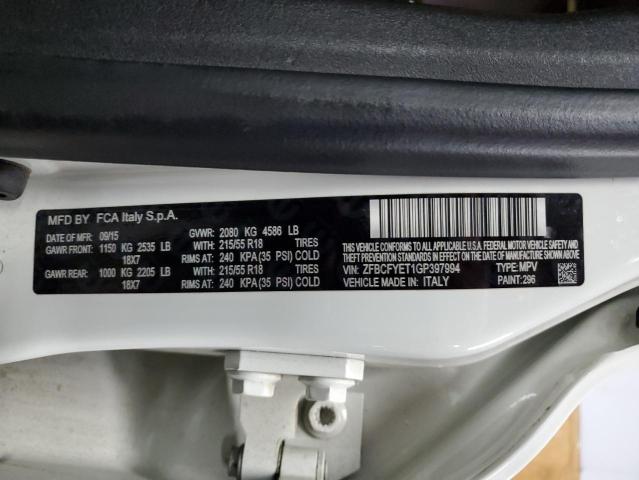 MFD BY FCA Italy S.p.A.
DATE OF MFR: 09/15 GVWR: 2080 KG 4586 LB
GAWR FRONT: 1150 KG 2535 LB WITH: 215/55 R18 TIRES
18X7 RIMS AT: 240 KPA (35 PSI) COLD
GAWR REAR: 1000 KG 2205 LB WITH: 215/55 R18 TIRES
18X7 RIMS AT: 240 KPA (35 PSI) COLD
THIS VEHICLE CONFORMS TO ALL APPLICABLE U.S.A. FEDERAL MOTOR
VEHICLE SAFETY, BUMPER AND THEFT PREVENTION STANDARDS IN EFFECT
ON THE DATE OF MANUFACTURE SHOWN ABOVE.
VIN: ZFBCFYET1GP397994 TYPE: MPV
VEHICLE MADE IN: ITALY PAINT: 296